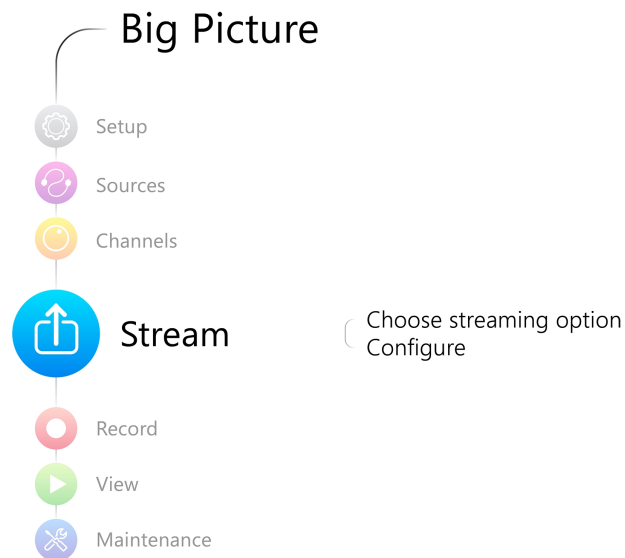 Big Picture
Setup
Sources
Channels
Stream
Choose streaming option
Configure
Record
View
Maintenance